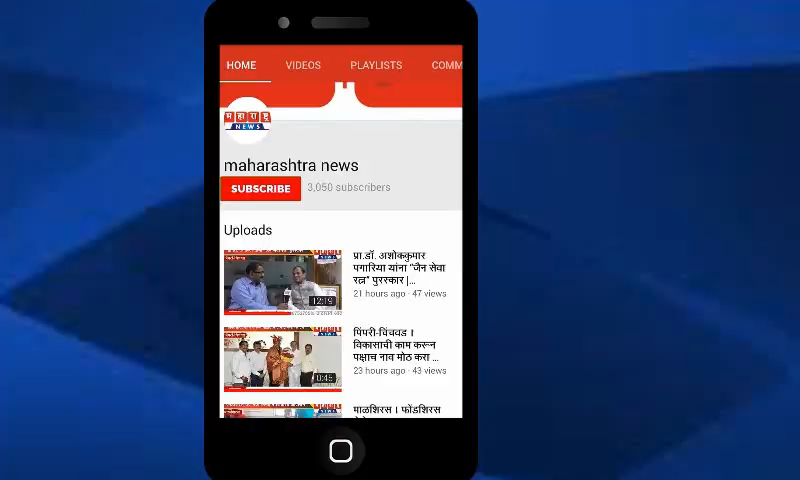 HOME VIDEOS PLAYLISTS COMM
महाराष्ट्र
NEWS
maharashtra news
SUBSCRIBE 3,050 subscribers
Uploads
प्रा.डॉ. अशोककुमार
पगारिया यांना "जैन सेवा
रत्न" पुरस्कार |...
21 hours ago · 47 views
12:19
पिंपरी-चिंचवड ।
विकासाची काम करून
पक्षाच नाव मोठ करा ...
23 hours ago · 43 views
0:45
माळशिरस । फोंडशिरस